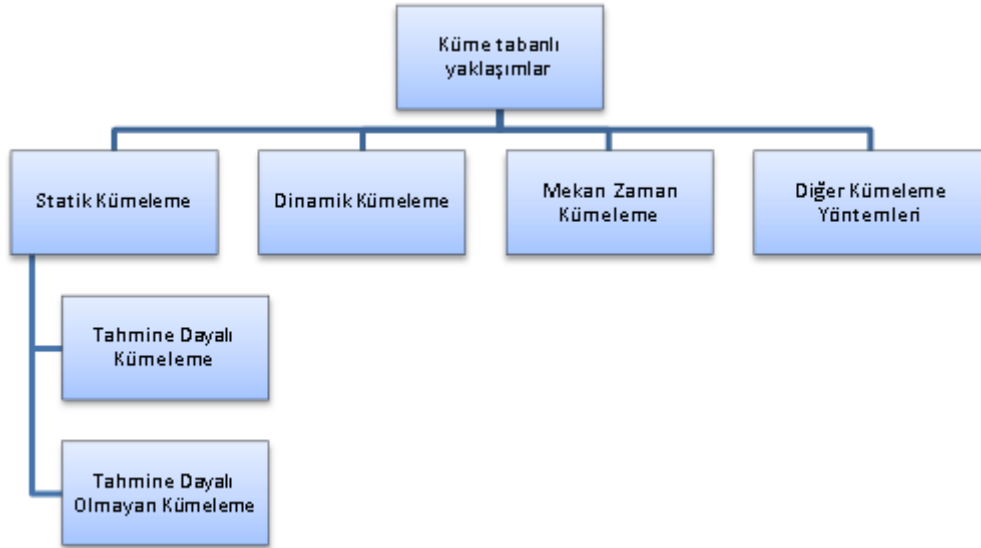 Küme tabanlı
yaklaşımlar
Statik Kümeleme
Dinamik Kümeleme
Mekan Zaman
Kümeleme
Diğer Kümeleme
Yöntemleri
Tahmine Dayalı
Kümeleme
Tahmine Dayalı
Olmayan Kümeleme